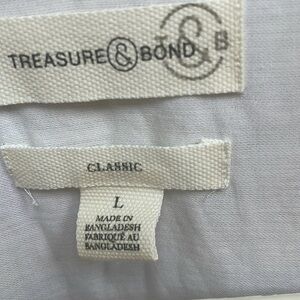 TREASURE & BOND
& B
CLASSIC
L
MADE IN
BANGLADESH
FABRIQUÉ AU
BANGLADESH